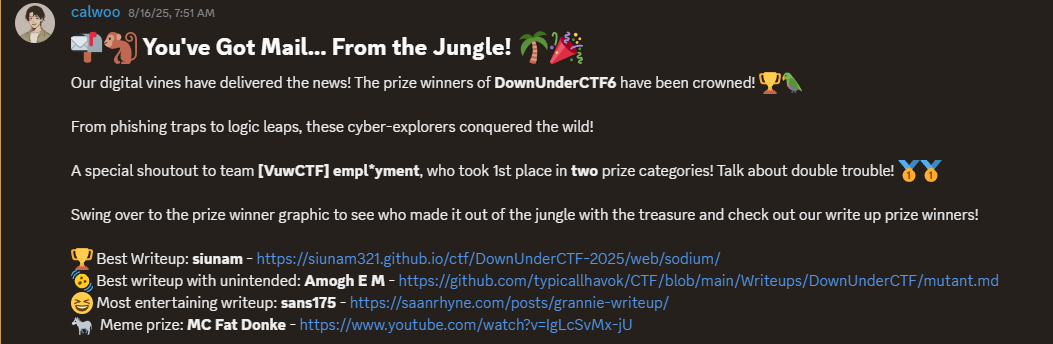 calwoo 8/16/25, 7:51 AM
📬🐒 You've Got Mail... From the Jungle! 🌴🎉
Our digital vines have delivered the news! The prize winners of DownUnderCTF6 have been crowned! 🏆🦜
From phishing traps to logic leaps, these cyber-explorers conquered the wild!
A special shoutout to team [VuwCTF] empl*yment, who took 1st place in two prize categories! Talk about double trouble! 🥇🥇
Swing over to the prize winner graphic to see who made it out of the jungle with the treasure and check out our write up prize winners!
🏆 Best Writeup: siunam - https://siunam321.github.io/ctf/DownUnderCTF-2025/web/sodium/
Best writeup with unintended: Amogh E M - https://github.com/typicallhavok/CTF/blob/main/Writeups/DownUnderCTF/mutant.md
😆 Most entertaining writeup: sans175 - https://saanrhyne.com/posts/grannie-writeup/
Meme prize: MC Fat Donke - https://www.youtube.com/watch?v=IgLcSvMx-jU